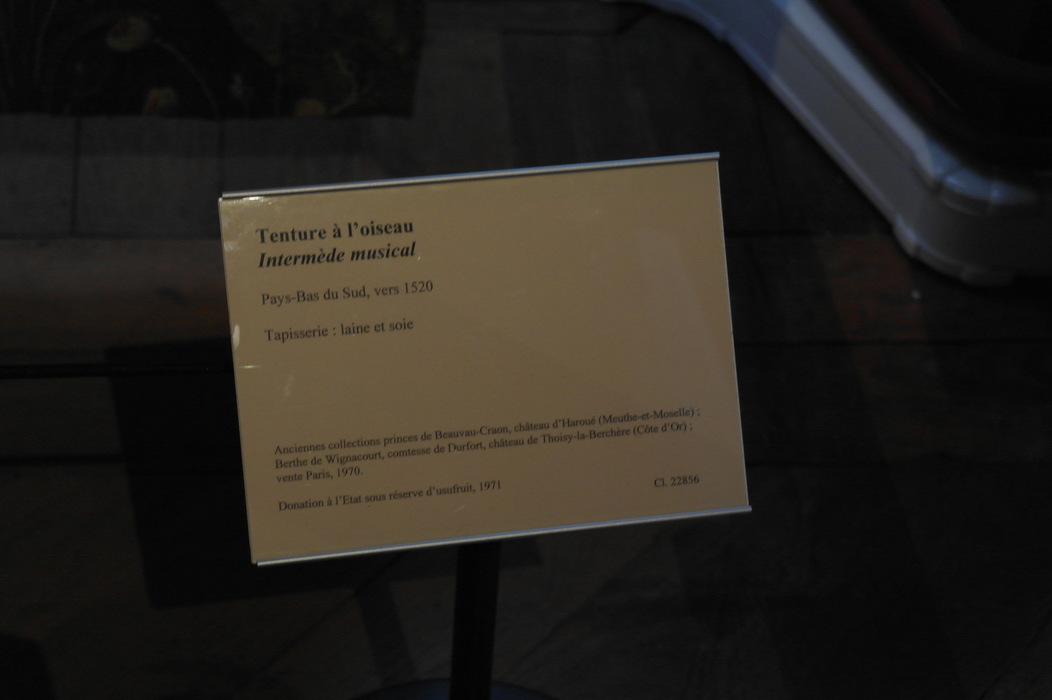 Tenture à l'oiseau
Intermède musical
Pays-Bas du Sud, vers 1520
Tapisserie : laine et soie
Anciennes collections princes de Beauvau-Craon, château d'Haroué (Meuthe-et-Moselle) ;
Berthe de Wignacourt, comtesse de Durfort, château de Thoisy-la-Berchère (Côte d'Or) ;
vente Paris, 1970.
Donation à l'Etat sous réserve d'usufruit, 1971
Cl. 22856